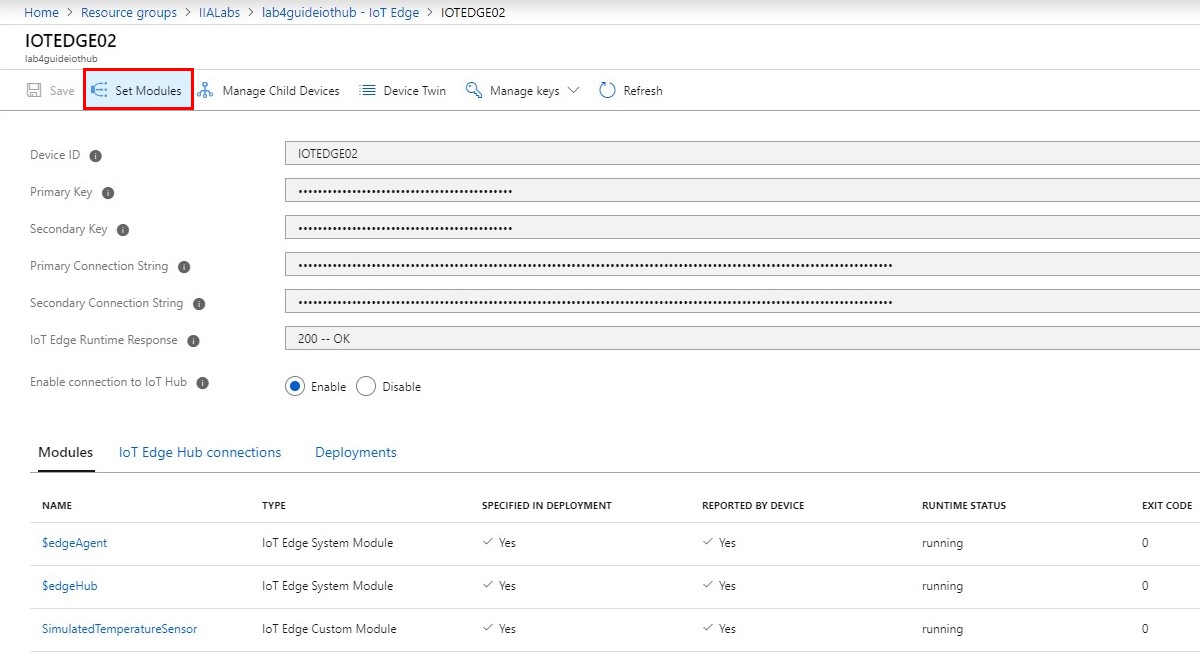 Home > Resource groups > IIALabs > lab4guideiothub - IoT Edge > IOTEDGE02
IOTEDGE02
lab4guideiothub
Save Set Modules Manage Child Devices Device Twin Manage keys Refresh
Device ID IOTEDGE02
Primary Key ••••••••••••••••••••••••••••••••••••••••••••
Secondary Key ••••••••••••••••••••••••••••••••••••••••••••
Primary Connection String ••••••••••••••••••••••••••••••••••••••••••••••••••••••••••••••••••••••••••••••••••••••••••••••••••••••••••••••••••••••••••
Secondary Connection String ••••••••••••••••••••••••••••••••••••••••••••••••••••••••••••••••••••••••••••••••••••••••••••••••••••••••••••••••••••••••••
IoT Edge Runtime Response 200 -- OK
Enable connection to IoT Hub Enable Disable
Modules IoT Edge Hub connections Deployments
NAME TYPE SPECIFIED IN DEPLOYMENT REPORTED BY DEVICE RUNTIME STATUS EXIT CODE
$edgeAgent IoT Edge System Module ✓ Yes ✓ Yes running 0
$edgeHub IoT Edge System Module ✓ Yes ✓ Yes running 0
SimulatedTemperatureSensor IoT Edge Custom Module ✓ Yes ✓ Yes running 0